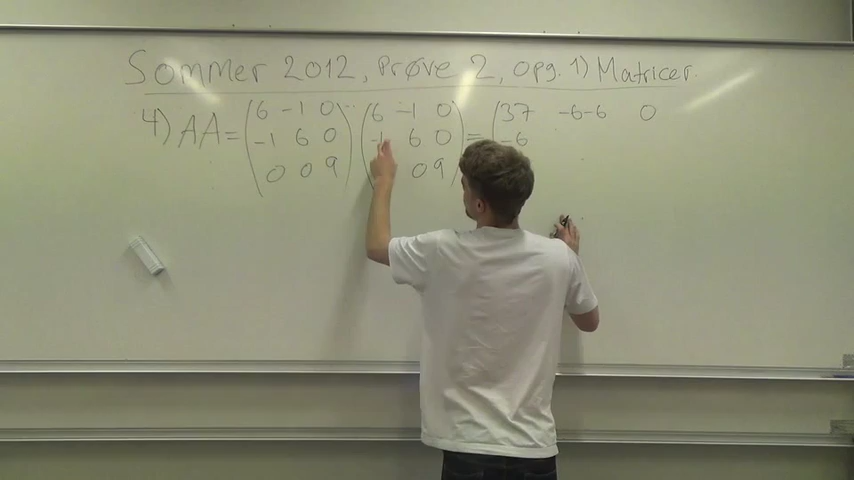 Sommer 2012, Prøve 2, opg. 1) Matricer.
4) AA = (6 -1 0) (6 -1 0) = (37 -6-6 0
-1 6 0 -1 6 0 -6
0 0 9 0 9